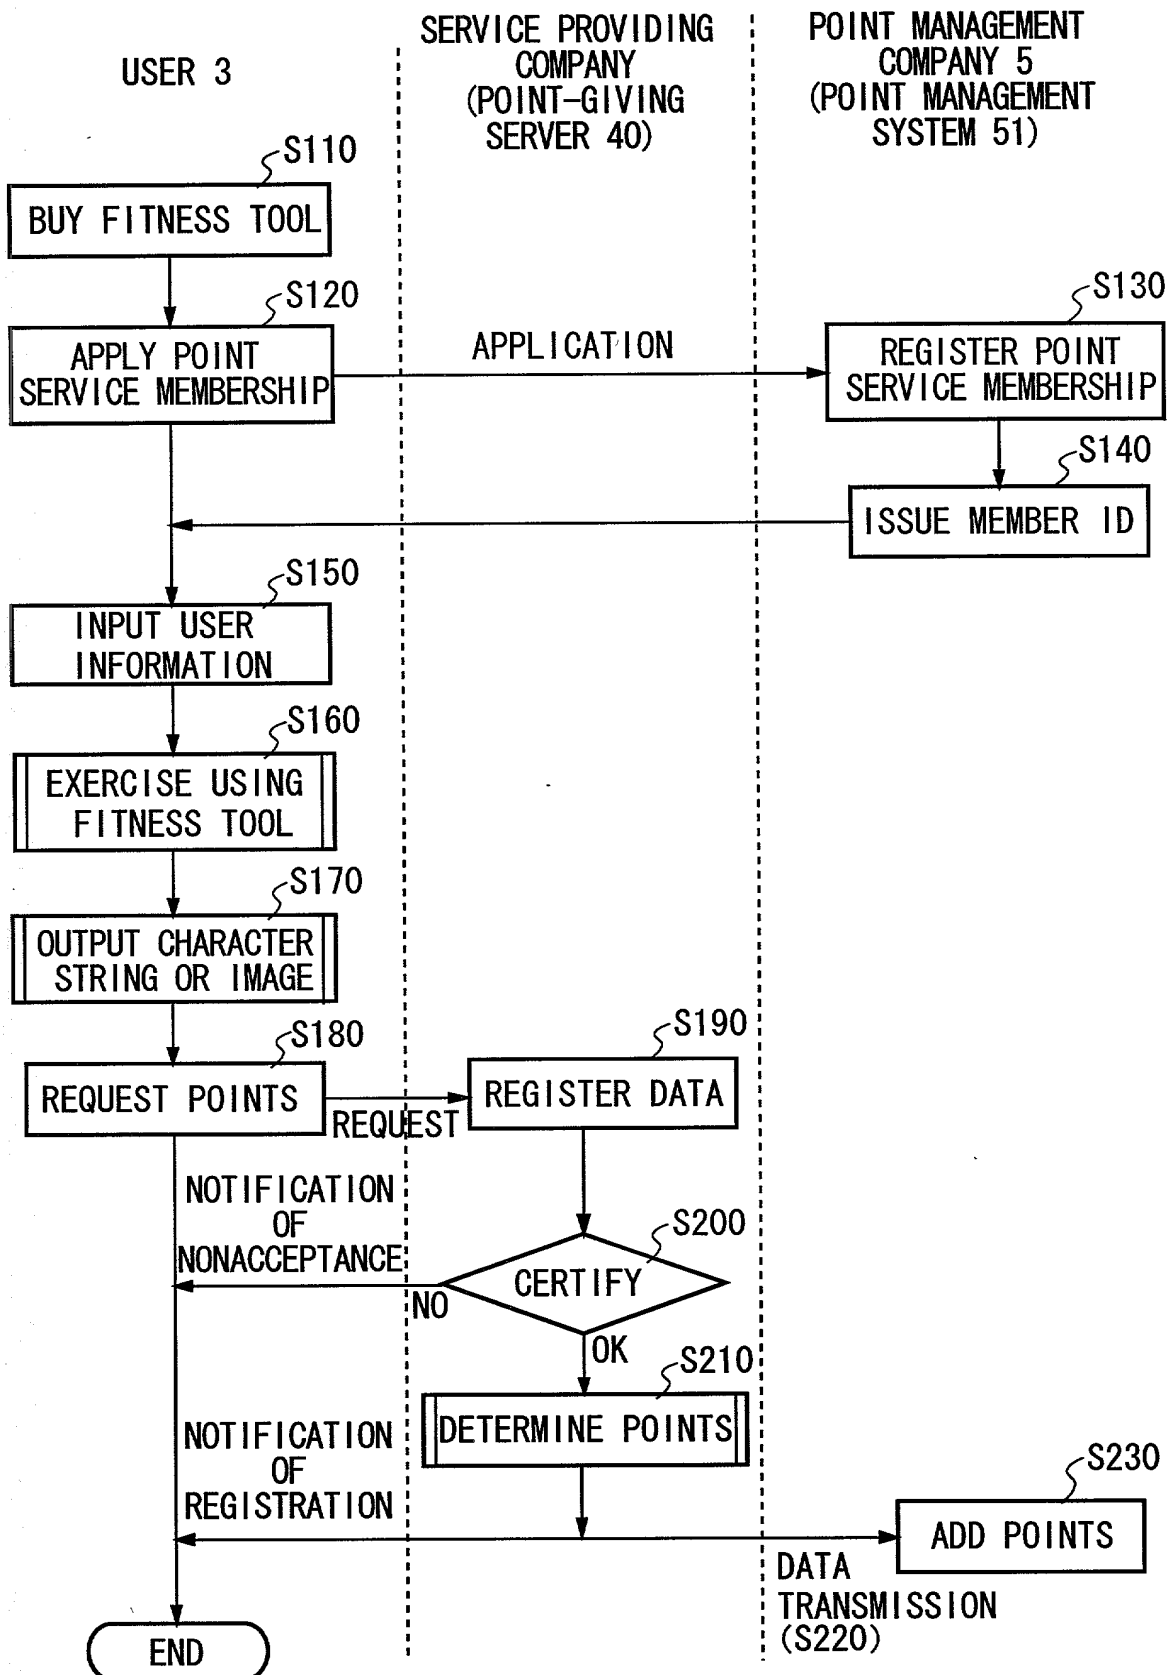 USER 3
SERVICE PROVIDING
COMPANY
(POINT-GIVING
SERVER 40)
POINT MANAGEMENT
COMPANY 5
(POINT MANAGEMENT
SYSTEM 51)
S110
BUY FITNESS TOOL
S120
APPLY POINT
SERVICE MEMBERSHIP
APPLICATION
S130
REGISTER POINT
SERVICE MEMBERSHIP
S140
ISSUE MEMBER ID
S150
INPUT USER
INFORMATION
S160
EXERCISE USING
FITNESS TOOL
S170
OUTPUT CHARACTER
STRING OR IMAGE
S180
REQUEST POINTS
REQUEST
S190
REGISTER DATA
NOTIFICATION
OF
NONACCEPTANCE
S200
CERTIFY
NO
OK
S210
DETERMINE POINTS
NOTIFICATION
OF
REGISTRATION
S230
ADD POINTS
DATA
TRANSMISSION
(S220)
END